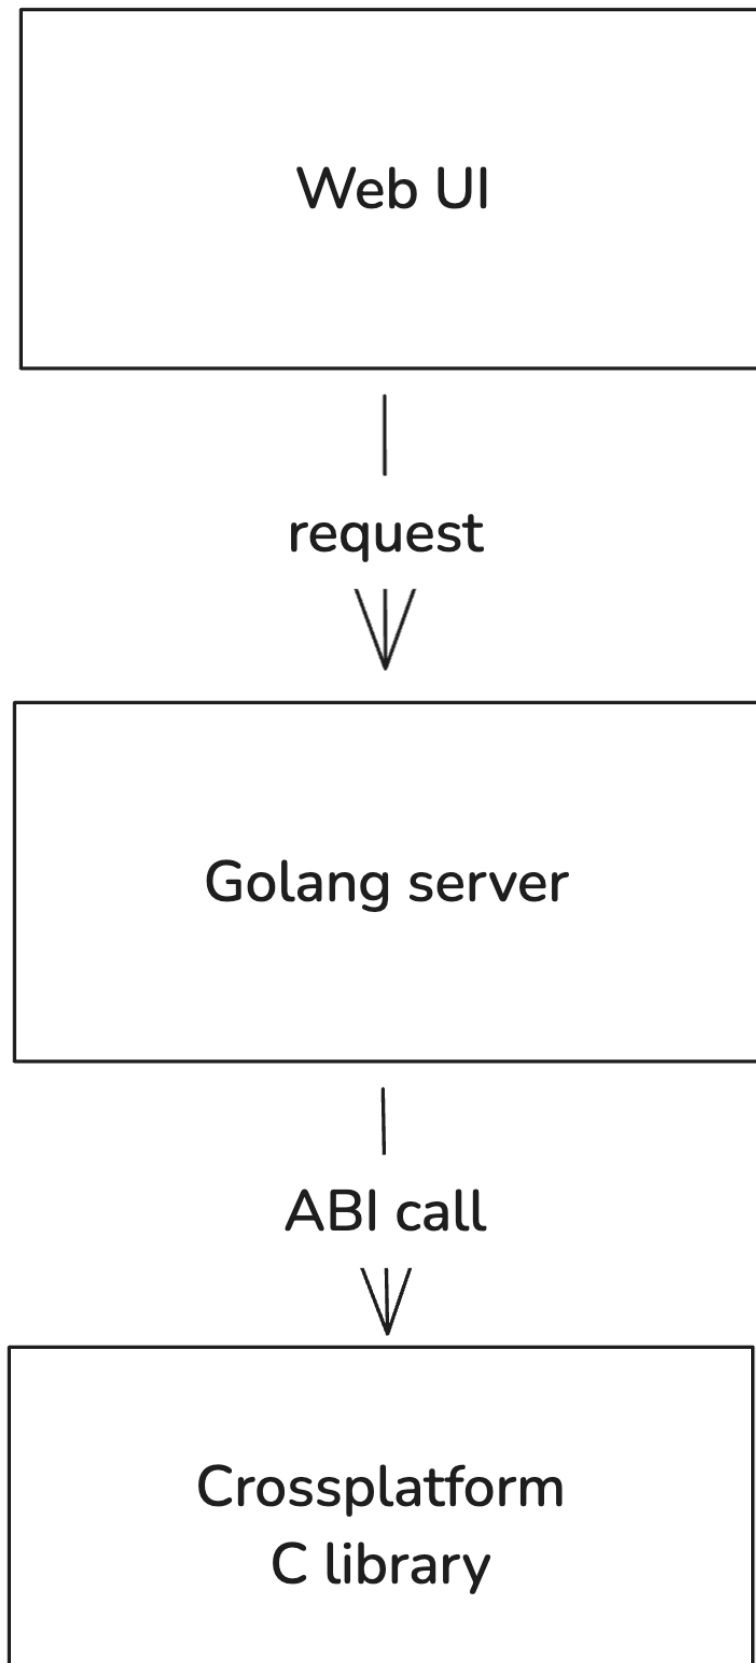 Web UI
request
Golang server
ABI call
Crossplatform
C library